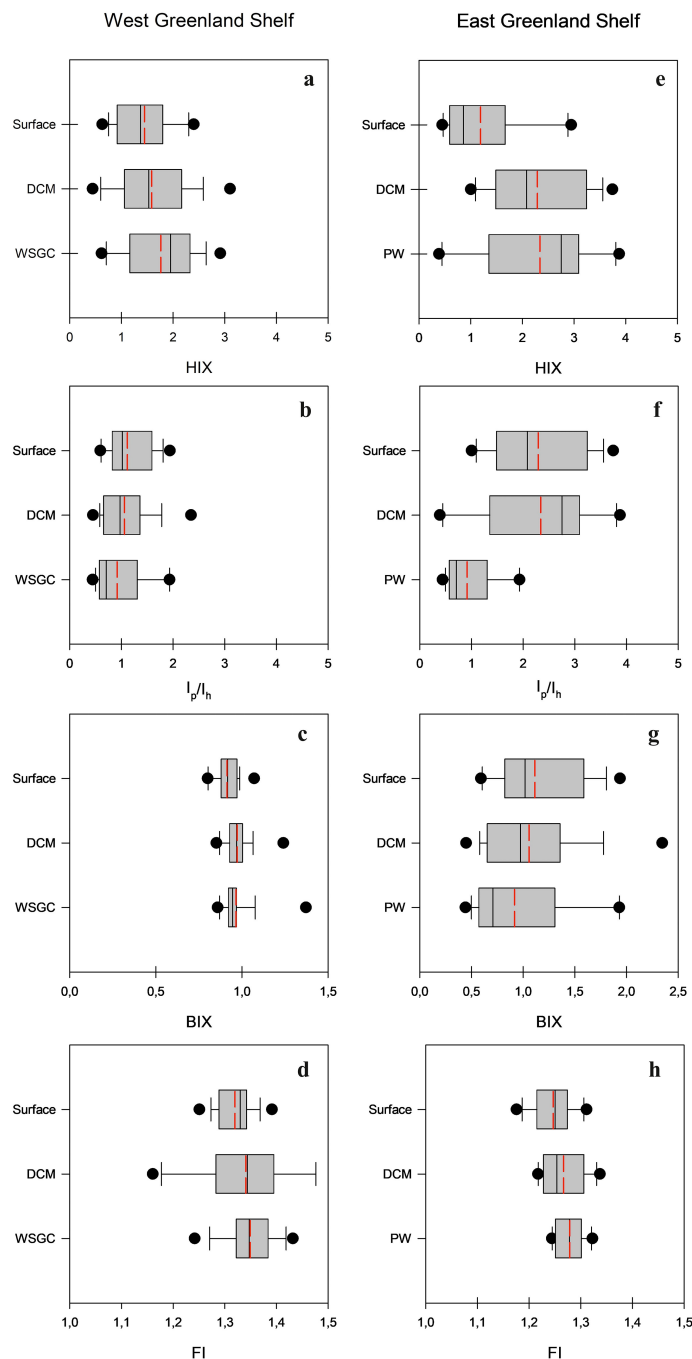 West Greenland Shelf
East Greenland Shelf
a
Surface
DCM
WSGC
0 1 2 3 4 5
HIX
e
Surface
DCM
PW
0 1 2 3 4 5
HIX
b
Surface
DCM
WSGC
0 1 2 3 4 5
Ip/Ih
f
Surface
DCM
PW
0 1 2 3 4 5
Ip/Ih
c
Surface
DCM
WSGC
0,0 0,5 1,0 1,5
BIX
g
Surface
DCM
PW
0,0 0,5 1,0 1,5 2,0 2,5
BIX
d
Surface
DCM
WSGC
1,0 1,1 1,2 1,3 1,4 1,5
FI
h
Surface
DCM
PW
1,0 1,1 1,2 1,3 1,4 1,5
FI